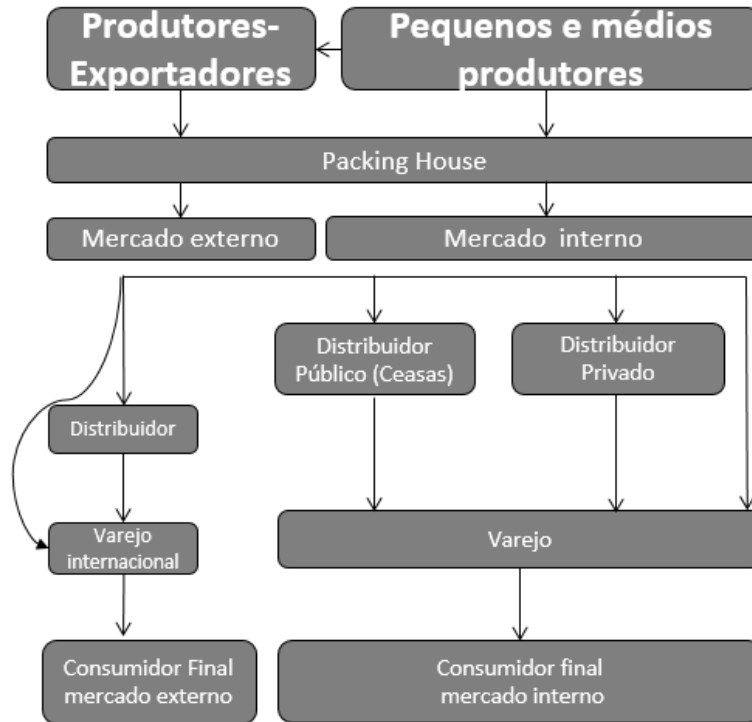 Produtores-
Exportadores
Pequenos e médios
produtores
Packing House
Mercado externo
Mercado interno
Distribuidor
Público (Ceasas)
Distribuidor
Privado
Distribuidor
Varejo
internacional
Varejo
Consumidor Final
mercado externo
Consumidor final
mercado interno